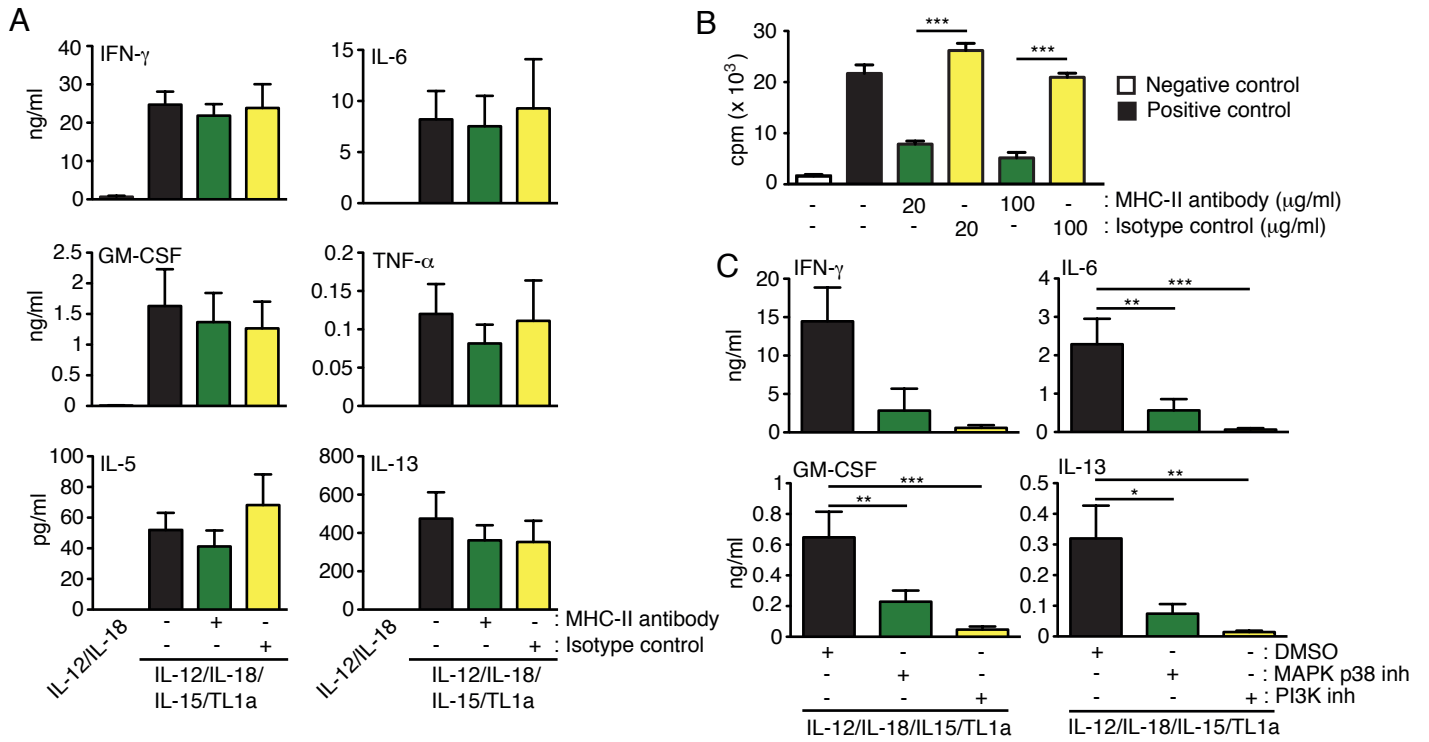 A
IFN-γ
ng/ml
40
30
20
10
0
IL-6
15
10
5
0
GM-CSF
ng/ml
2.5
2
1.5
1
0.5
0
TNF-α
0.2
0.15
0.1
0.05
0
IL-5
pg/ml
100
80
60
40
20
0
IL-13
800
600
400
200
0
- + - - + - : MHC-II antibody
- - + - - + : Isotype control
IL-12/IL-18
IL-12/IL-18/
IL-15/TL1a
IL-12/IL-18
IL-12/IL-18/
IL-15/TL1a
B
cpm (x 10³)
30
20
10
0
*** ***
Negative control
Positive control
- - 20 - 100 - : MHC-II antibody (μg/ml)
- - - 20 - 100 : Isotype control (μg/ml)
C
IFN-γ
ng/ml
20
15
10
5
0
IL-6
4
3
2
1
0
***
**
GM-CSF
ng/ml
1
0.8
0.6
0.4
0.2
0
***
**
IL-13
0.5
0.4
0.3
0.2
0.1
0
**
*
+ - - + - - : DMSO
- + - - + - : MAPK p38 inh
- - + - - + : PI3K inh
IL-12/IL-18/IL15/TL1a
IL-12/IL-18/IL-15/TL1a